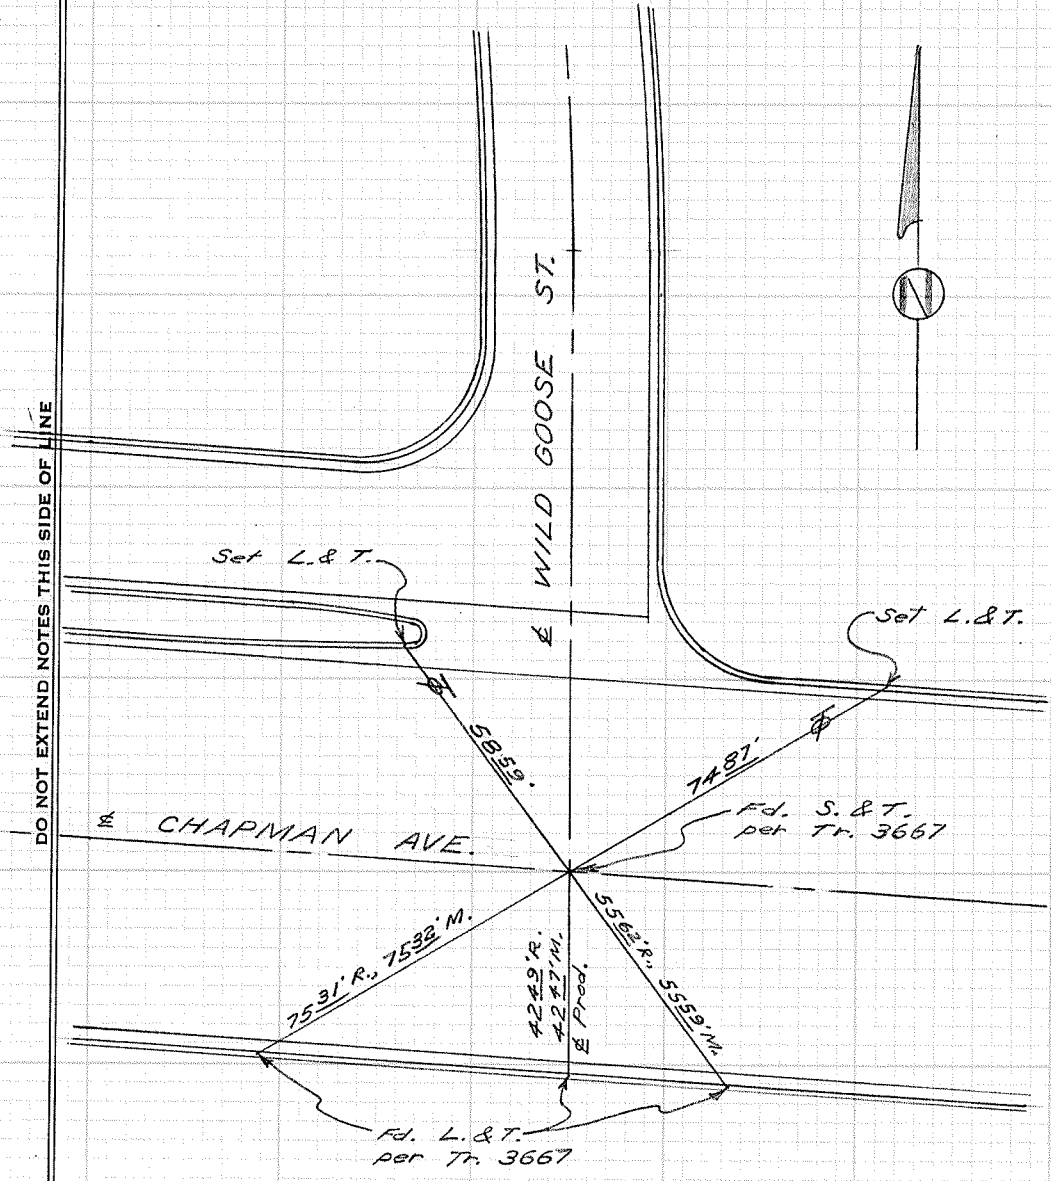 DO NOT EXTEND NOTES THIS SIDE OF LINE
℄ WILD GOOSE ST.
N
Set L. & T.
Set L. & T.
58 59'
74 87'
Fd. S. & T.
per Tr. 3667
℄ CHAPMAN AVE.
75 31' R., 75 32' M.
42 49' R.
42 47' M.
℄ Prod.
55 62' R., 55 59' M.
Fd. L. & T.
per Tr. 3667